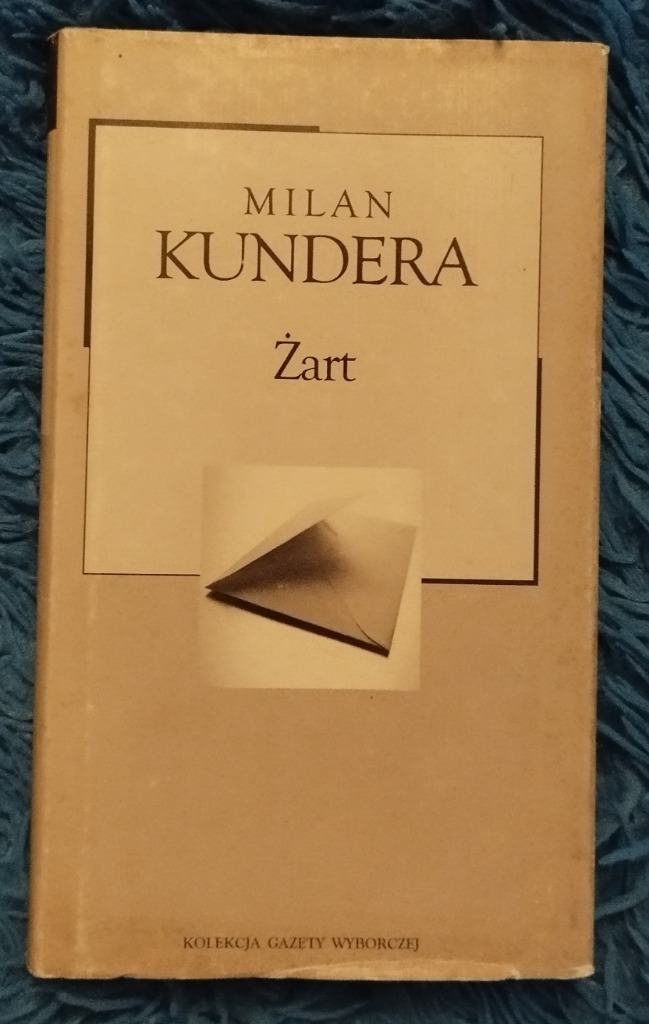 MILAN
KUNDERA
Żart
KOLEKCJA GAZETY WYBORCZEJ